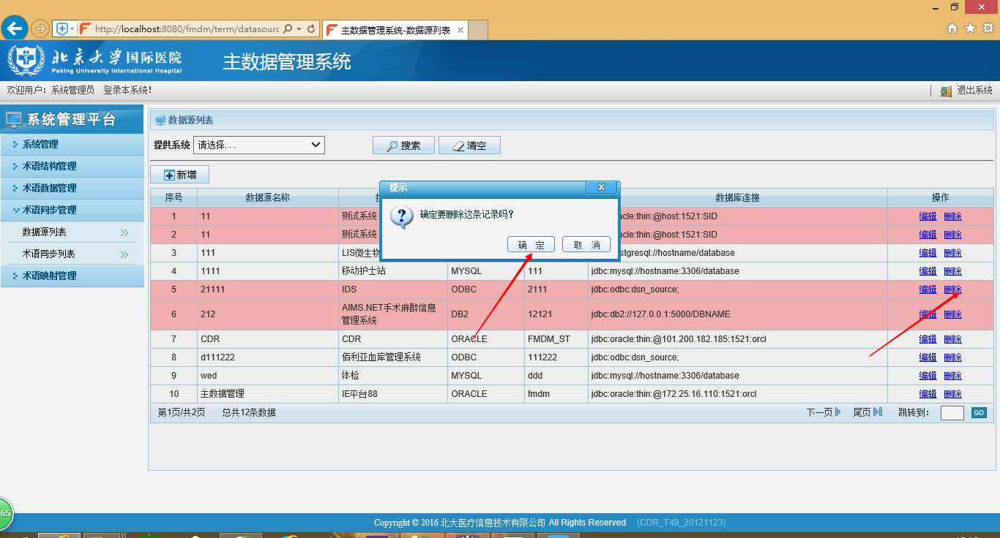 http://localhost:8080/fmdm/term/datasourc
主数据管理系统-数据源列表
北京大学国际医院
Peking University International Hospital
主数据管理系统
欢迎用户: 系统管理员 登录本系统!
退出系统
系统管理平台
系统管理
术语结构管理
术语数据管理
术语同步管理
数据源列表
术语同步列表
术语映射管理
数据源列表
提供系统 请选择... 搜索 清空
新增
序号 数据源名称 数据库连接 操作
1 11 测试系统 acle:thin:@host:1521:SID 编辑 删除
2 11 测试系统 acle:thin:@host:1521:SID 编辑 删除
3 111 LIS微生物 stgresql://hostname/database 编辑 删除
4 1111 移动护士站 MYSQL 111 jdbc:mysql://hostname:3306/database 编辑 删除
5 21111 IDS ODBC 2111 jdbc:odbc:dsn_source; 编辑 删除
6 212 AIMS.NET手术麻醉信息管理系统 DB2 12121 jdbc:db2://127.0.0.1:5000/DBNAME 编辑 删除
7 CDR CDR ORACLE FMDM_ST jdbc:oracle:thin:@101.200.182.185:1521:orcl 编辑 删除
8 d111222 佰利亚血库管理系统 ODBC 111222 jdbc:odbc:dsn_source; 编辑 删除
9 wed 体检 MYSQL ddd jdbc:mysql://hostname:3306/database 编辑 删除
10 主数据管理 IE平台88 ORACLE fmdm jdbc:oracle:thin:@172.25.16.110:1521:orcl 编辑 删除
第1页/共2页 总共12条数据 下一页 尾页 跳转到: GO
提示
确定要删除这条记录吗?
确 定 取 消
65
Copyright © 2016 北大医疗信息技术有限公司 All Rights Reserved (CDR_T49_20121123)